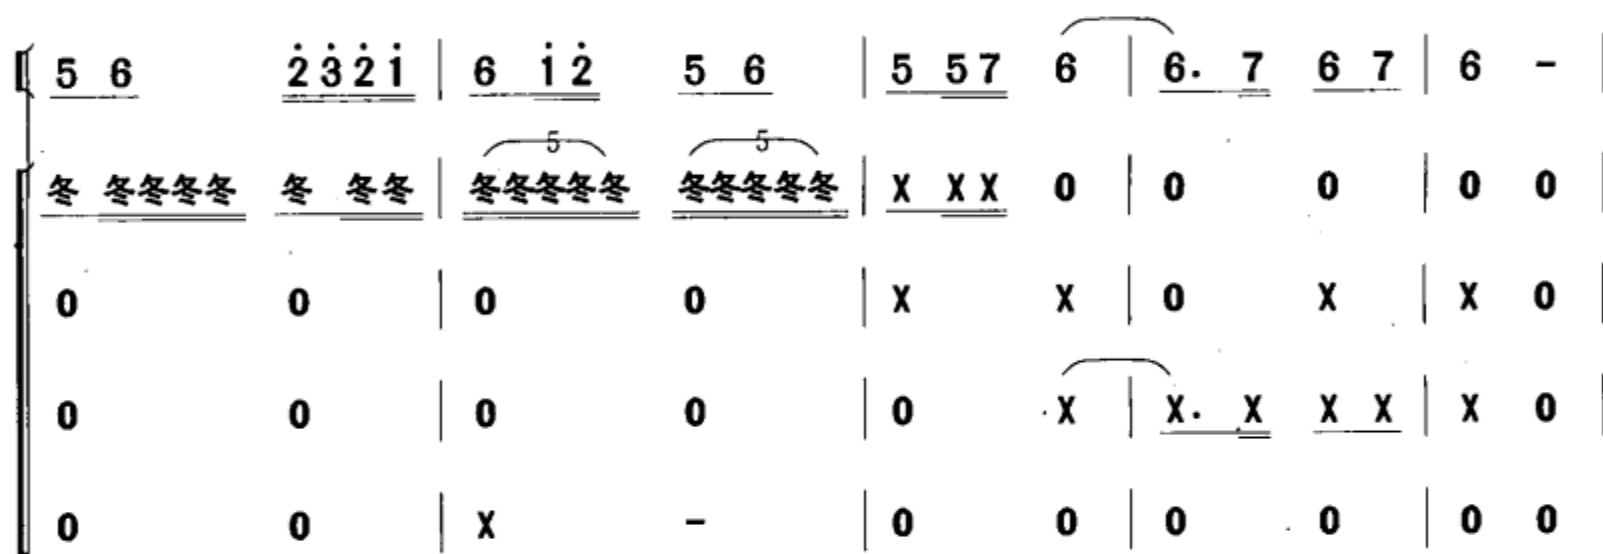 5 6 2̇3̇2̇1̇ | 6 1̇2̇ 5 6 | 5 57 6 | 6. 7 6 7 | 6 - |
5 5
冬 冬冬冬冬 冬 冬冬 | 冬冬冬冬冬 冬冬冬冬冬 | X XX 0 | 0 0 | 0 0 |
0 0 | 0 0 | X X | 0 X | X 0 |
0 0 | 0 0 | 0 X | X. X X X | X 0 |
0 0 | X - | 0 0 | 0 0 | 0 0 |